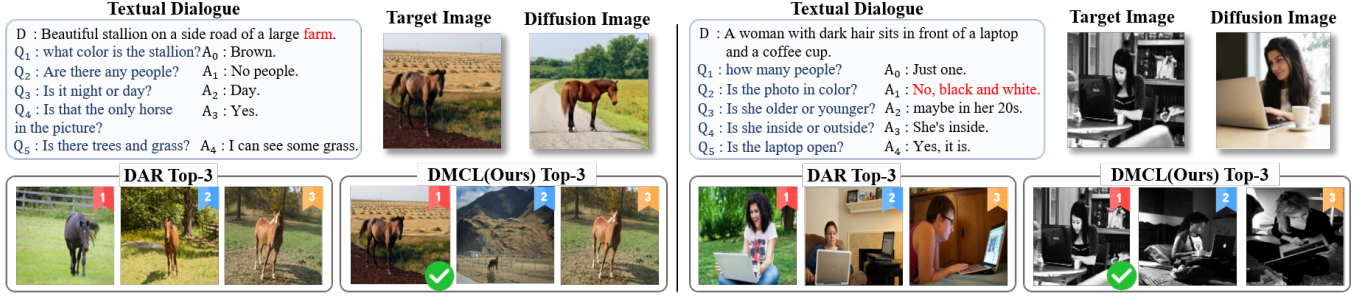 Textual Dialogue
D : Beautiful stallion on a side road of a large farm.
Q1 : what color is the stallion? A0 : Brown.
Q2 : Are there any people? A1 : No people.
Q3 : Is it night or day? A2 : Day.
Q4 : Is that the only horse A3 : Yes.
in the picture?
Q5 : Is there trees and grass? A4 : I can see some grass.
Target Image
Diffusion Image
DAR Top-3
1
2
3
DMCL(Ours) Top-3
1
2
3
Textual Dialogue
D : A woman with dark hair sits in front of a laptop
and a coffee cup.
Q1 : how many people? A0 : Just one.
Q2 : Is the photo in color? A1 : No, black and white.
Q3 : Is she older or younger? A2 : maybe in her 20s.
Q4 : Is she inside or outside? A3 : She's inside.
Q5 : Is the laptop open? A4 : Yes, it is.
Target Image
Diffusion Image
DAR Top-3
1
2
3
DMCL(Ours) Top-3
1
2
3